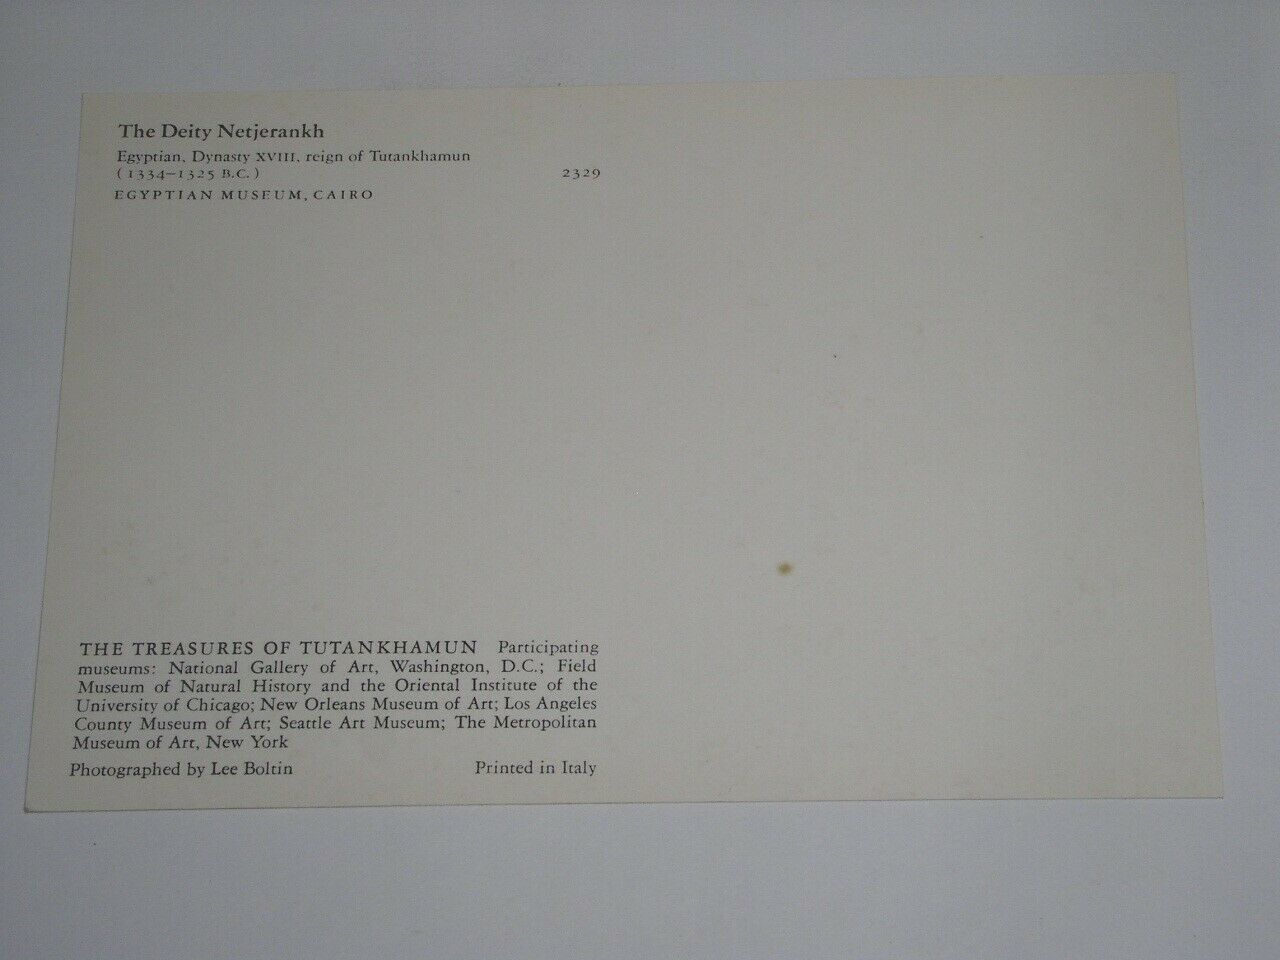 The Deity Netjerankh
Egyptian, Dynasty XVIII, reign of Tutankhamun
(1334–1325 B.C.)
2329
EGYPTIAN MUSEUM, CAIRO
THE TREASURES OF TUTANKHAMUN Participating
museums: National Gallery of Art, Washington, D.C.; Field
Museum of Natural History and the Oriental Institute of the
University of Chicago; New Orleans Museum of Art; Los Angeles
County Museum of Art; Seattle Art Museum; The Metropolitan
Museum of Art, New York
Photographed by Lee Boltin
Printed in Italy